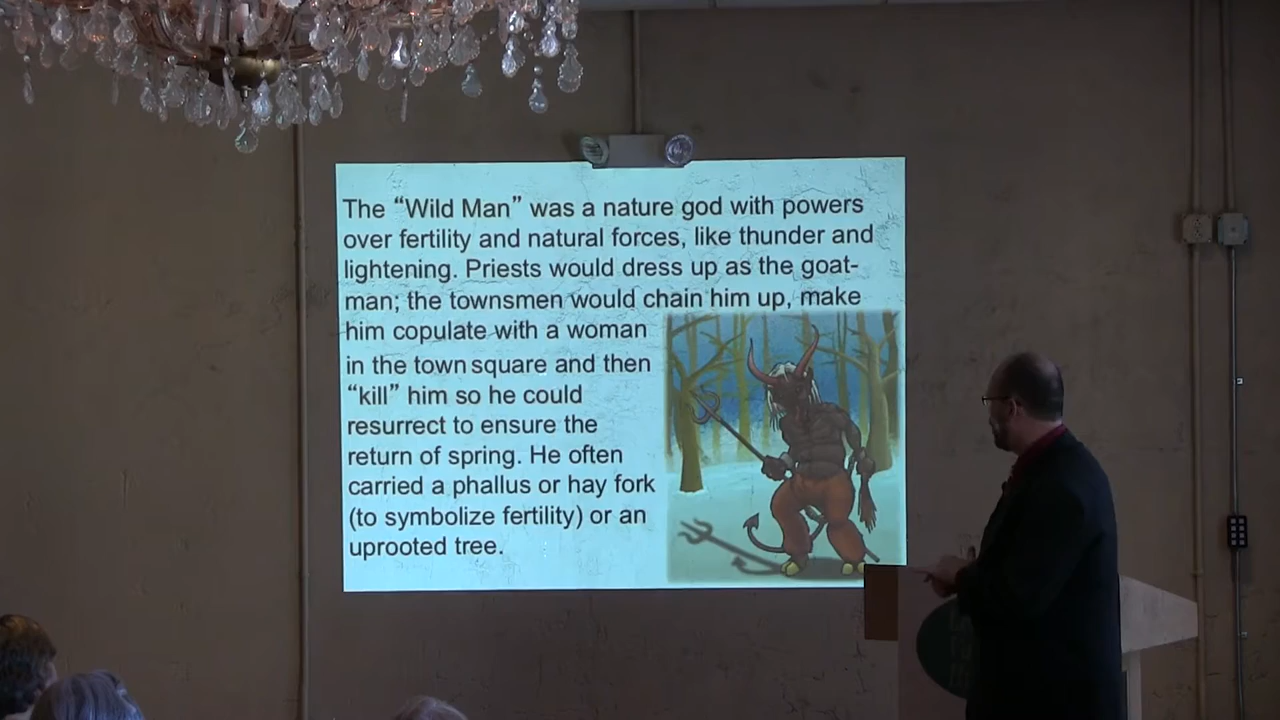 The “Wild Man” was a nature god with powers
over fertility and natural forces, like thunder and
lightening. Priests would dress up as the goat-
man; the townsmen would chain him up, make
him copulate with a woman
in the town square and then
“kill” him so he could
resurrect to ensure the
return of spring. He often
carried a phallus or hay fork
(to symbolize fertility) or an
uprooted tree.